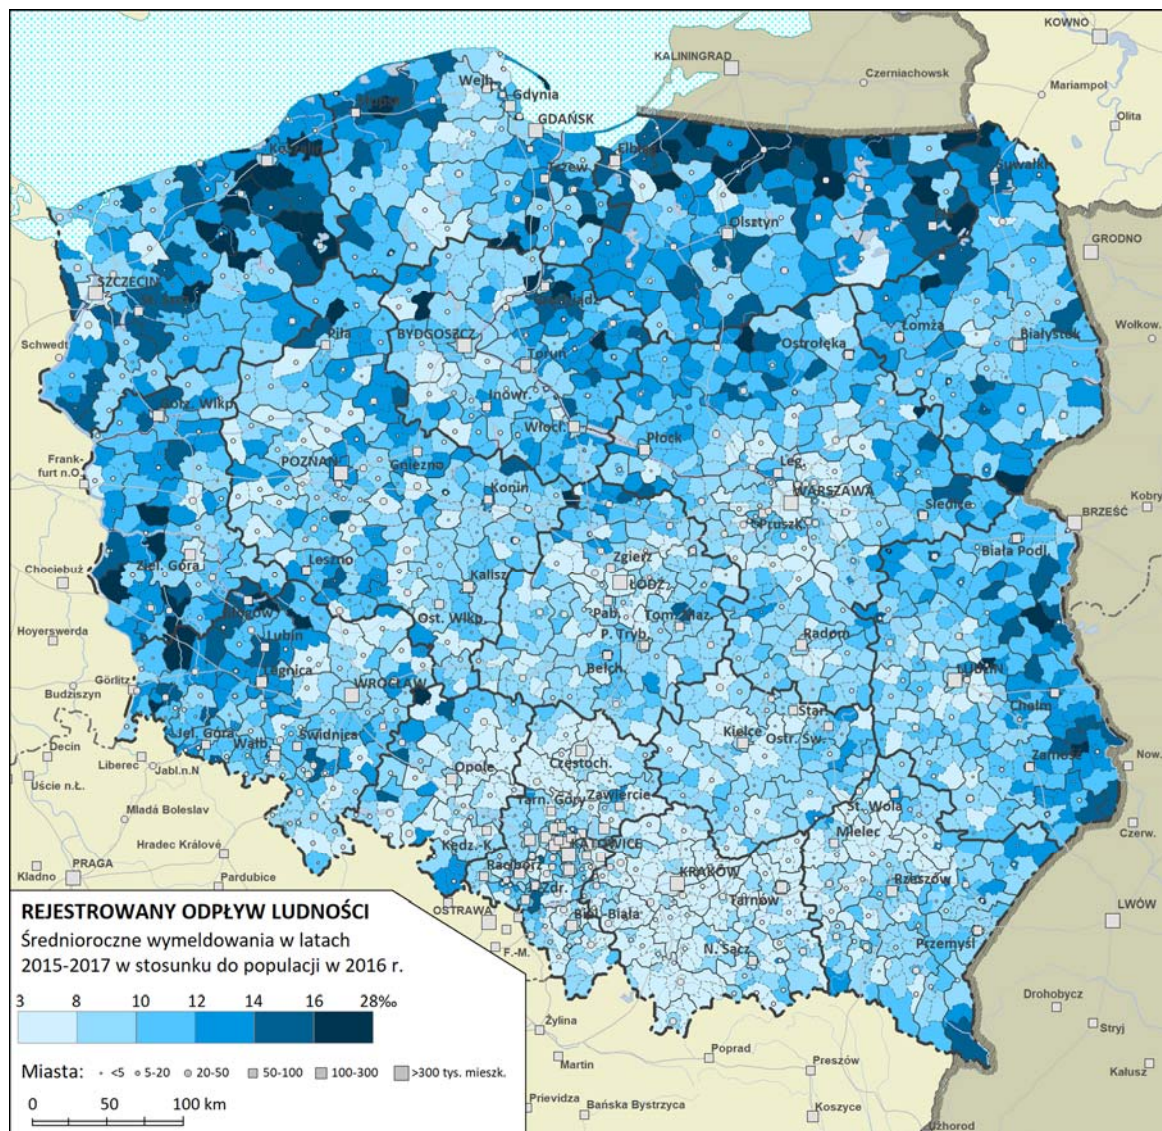 KOWNO
KALININGRAD
Czerniachowsk
Mariampol
Olita
Wejh.
Gdynia
GDAŃSK
Słupsk
Koszalin
Elbląg
Tczew
Suwałki
Olsztyn
GRODNO
SZCZECIN
Grudziądz
Piła
BYDGOSZCZ
Ostrołęka
Łomża
Białystok
Wołkow.
Schwedt
Toruń
Gorz. Wlkp.
Inowr.
Włocł.
Płock
Frank-
furt n.O.
POZNAŃ
Gniezno
Leg.
WARSZAWA
Konin
Pruszk.
Siedlce
Kobry
BRZEŚĆ
Chociebuż
Ziel. Góra
Leszno
Zgierz
ŁÓDŹ
Biała Podl.
Kalisz
Głogów
Ost. Wlkp.
Pab.
Tom. Maz.
Hoyerswerda
Lubin
P. Tryb.
Radom
Bełch.
Legnica
WROCŁAW
LUBLIN
Görlitz
Budziszyn
Chełm
Jel. Góra
Wałb.
Świdnica
Kielce
Star.
Ostr. Św.
Decin
Liberec
Jabl.n.N
Opole
Częstoch.
Zamość
Now.
Uście n.Ł.
Mladá Boleslav
Tarn. Góry
Zawiercie
St. Wola
Mielec
Czerw.
Hradec Králové
Kędz.-K.
KATOWICE
PRAGA
Kladno
Pardubice
Racibórz
KRAKÓW
Rzeszów
Tarnów
Zdr.
OSTRAWA
Biel.-Biała
LWÓW
F.-M.
N. Sącz
Przemyśl
REJESTROWANY ODPŁYW LUDNOŚCI
Średnioroczne wymeldowania w latach
2015-2017 w stosunku do populacji w 2016 r.
3 8 10 12 14 16 28‰
Miasta: <5 5-20 20-50 50-100 100-300 >300 tys. mieszk.
0 50 100 km
Żylina
Martin
Poprad
Preszów
Prievidza
Bańska Bystrzyca
Koszyce
Użhorod
Drohobycz
Stryj
Kałusz